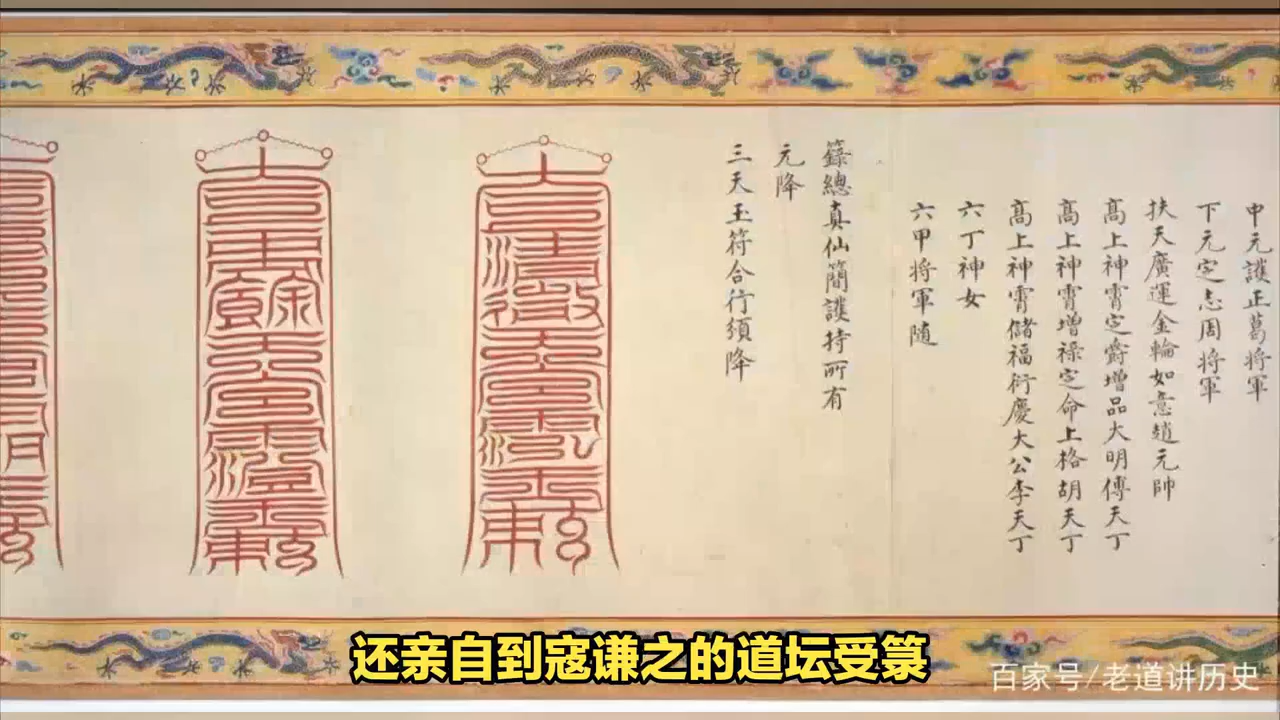 中元護正葛將軍
下元定志周將軍
扶天廣運金輪如意趙元帥
高上神霄定爵增品大明傅天丁
高上神霄增祿定命上格胡天丁
高上神霄儲福衍慶大公李天丁
六丁神女
六甲將軍隨
籙總真仙簡護持所有
元降
三天玉符合行須降
还亲自到寇谦之的道坛受箓
百家号/老道讲历史